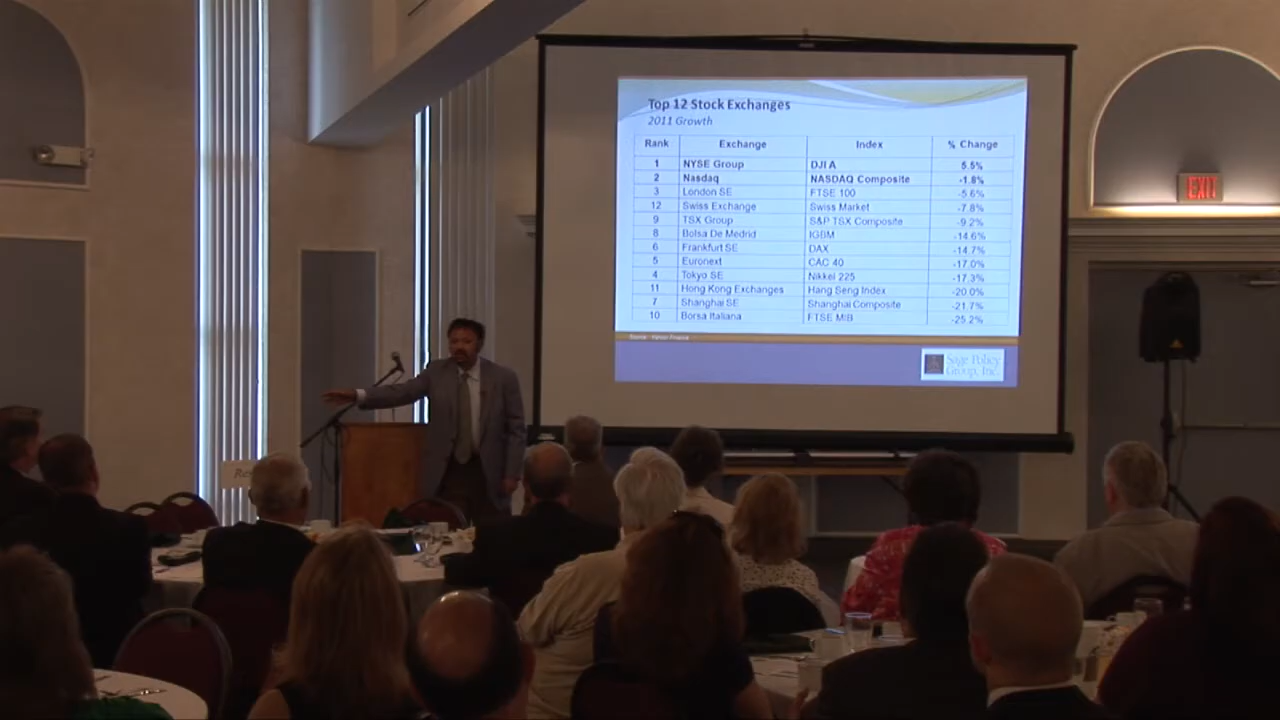 Top 12 Stock Exchanges
2011 Growth
Rank Exchange Index % Change
1 NYSE Group DJI A 5.5%
2 Nasdaq NASDAQ Composite -1.8%
3 London SE FTSE 100 -5.6%
12 Swiss Exchange Swiss Market -7.8%
9 TSX Group S&P TSX Composite -9.2%
8 Bolsa De Medrid IGBM -14.6%
6 Frankfurt SE DAX -14.7%
5 Euronext CAC 40 -17.0%
4 Tokyo SE Nikkei 225 -17.3%
11 Hong Kong Exchanges Hang Seng Index -20.0%
7 Shanghai SE Shanghai Composite -21.7%
10 Borsa Italiana FTSE MIB -25.2%
Source: Yahoo Finance
Sage Policy
Group, Inc.
EXIT